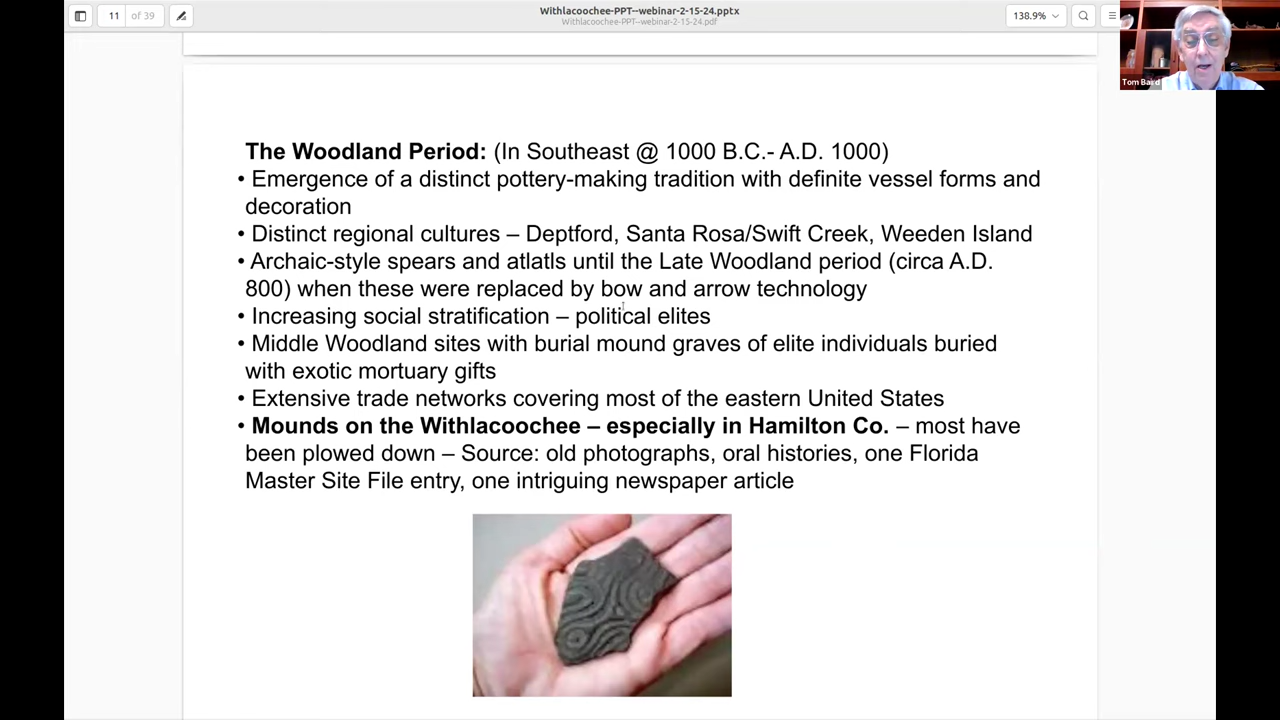 Withlacoochee-PPT--webinar-2-15-24.pptx
Withlacoochee-PPT--webinar-2-15-24.pdf
11 of 39
138.9%
Tom Baird
The Woodland Period: (In Southeast @ 1000 B.C.- A.D. 1000)
• Emergence of a distinct pottery-making tradition with definite vessel forms and
decoration
• Distinct regional cultures – Deptford, Santa Rosa/Swift Creek, Weeden Island
• Archaic-style spears and atlatls until the Late Woodland period (circa A.D.
800) when these were replaced by bow and arrow technology
• Increasing social stratification – political elites
• Middle Woodland sites with burial mound graves of elite individuals buried
with exotic mortuary gifts
• Extensive trade networks covering most of the eastern United States
• Mounds on the Withlacoochee – especially in Hamilton Co. – most have
been plowed down – Source: old photographs, oral histories, one Florida
Master Site File entry, one intriguing newspaper article